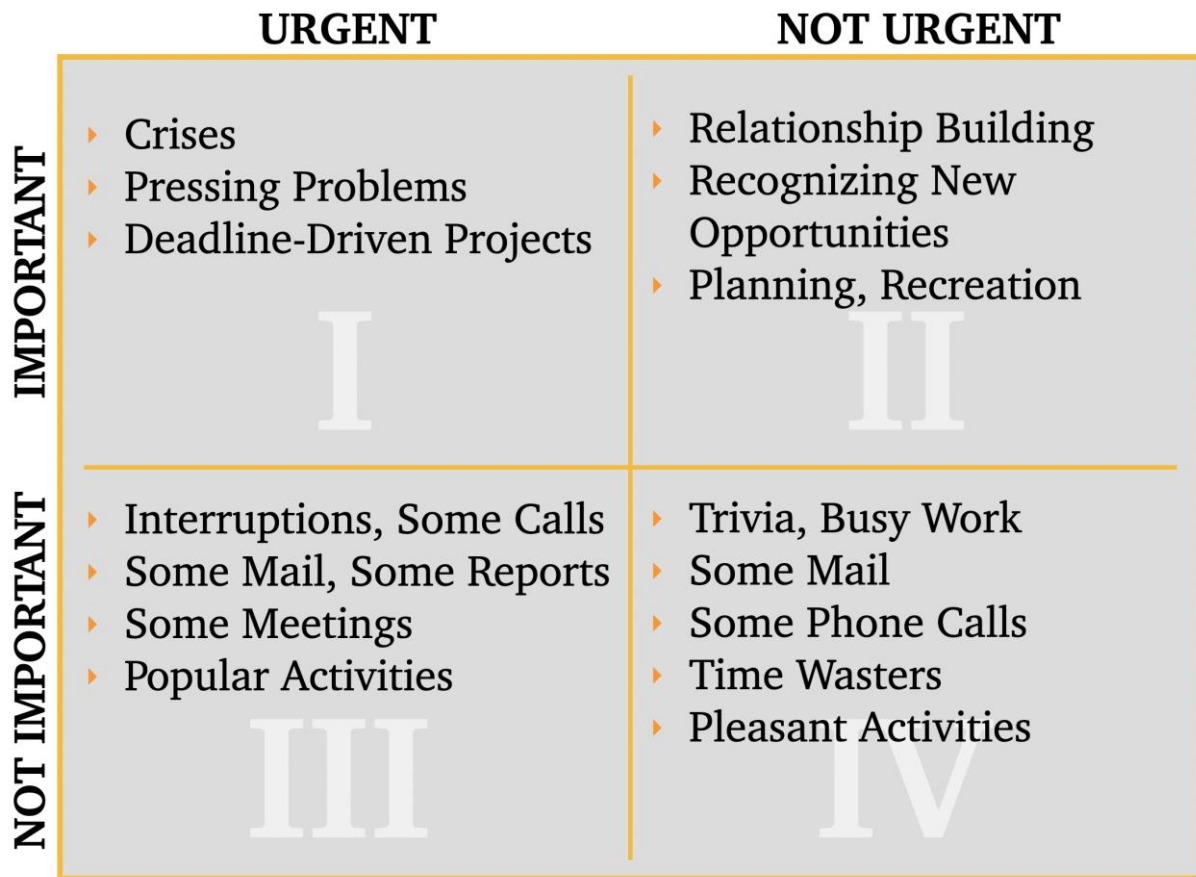 URGENT
NOT URGENT
IMPORTANT
Crises
Pressing Problems
Deadline-Driven Projects
I
Relationship Building
Recognizing New
Opportunities
Planning, Recreation
II
NOT IMPORTANT
Interruptions, Some Calls
Some Mail, Some Reports
Some Meetings
Popular Activities
III
Trivia, Busy Work
Some Mail
Some Phone Calls
Time Wasters
Pleasant Activities
IV